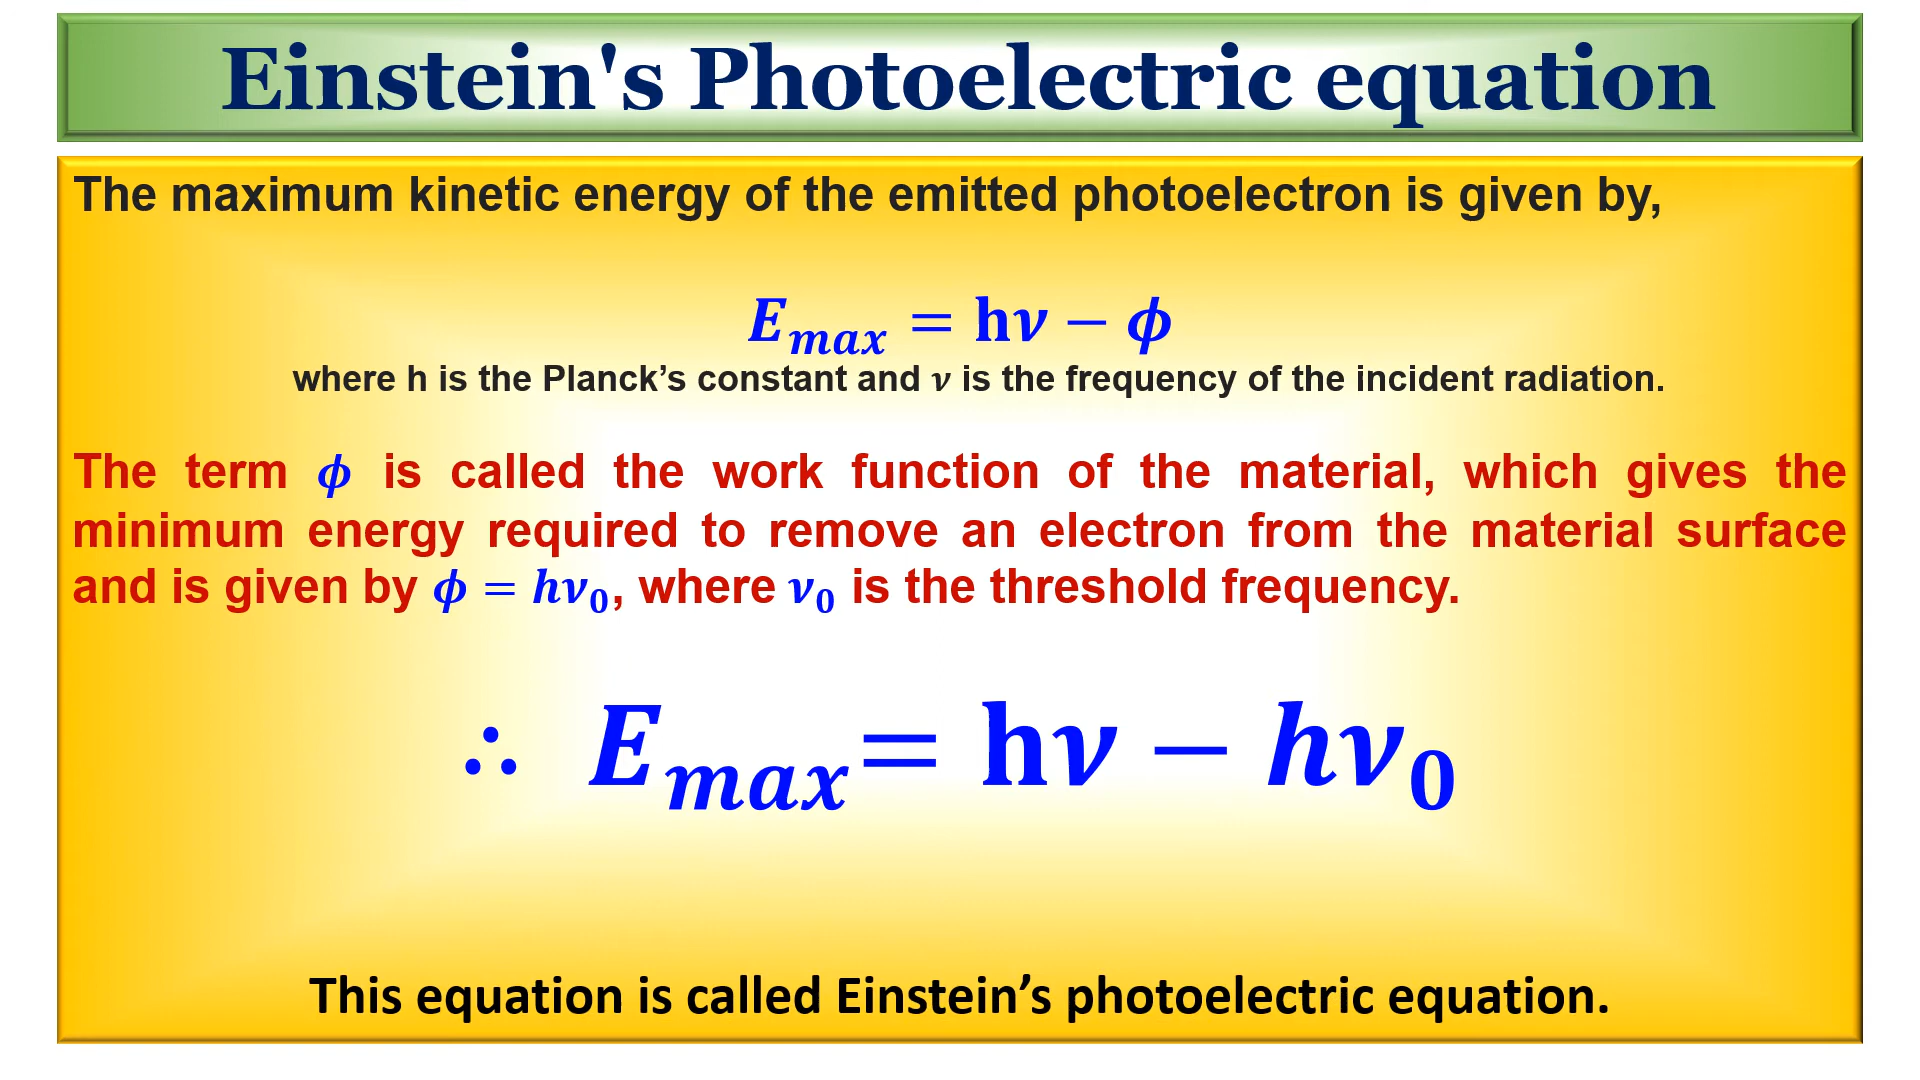 Einstein's Photoelectric equation
The maximum kinetic energy of the emitted photoelectron is given by,
E_max = hν − ϕ
where h is the Planck’s constant and ν is the frequency of the incident radiation.
The term ϕ is called the work function of the material, which gives the
minimum energy required to remove an electron from the material surface
and is given by ϕ = hν₀, where ν₀ is the threshold frequency.
∴ E_max = hν − hν₀
This equation is called Einstein’s photoelectric equation.